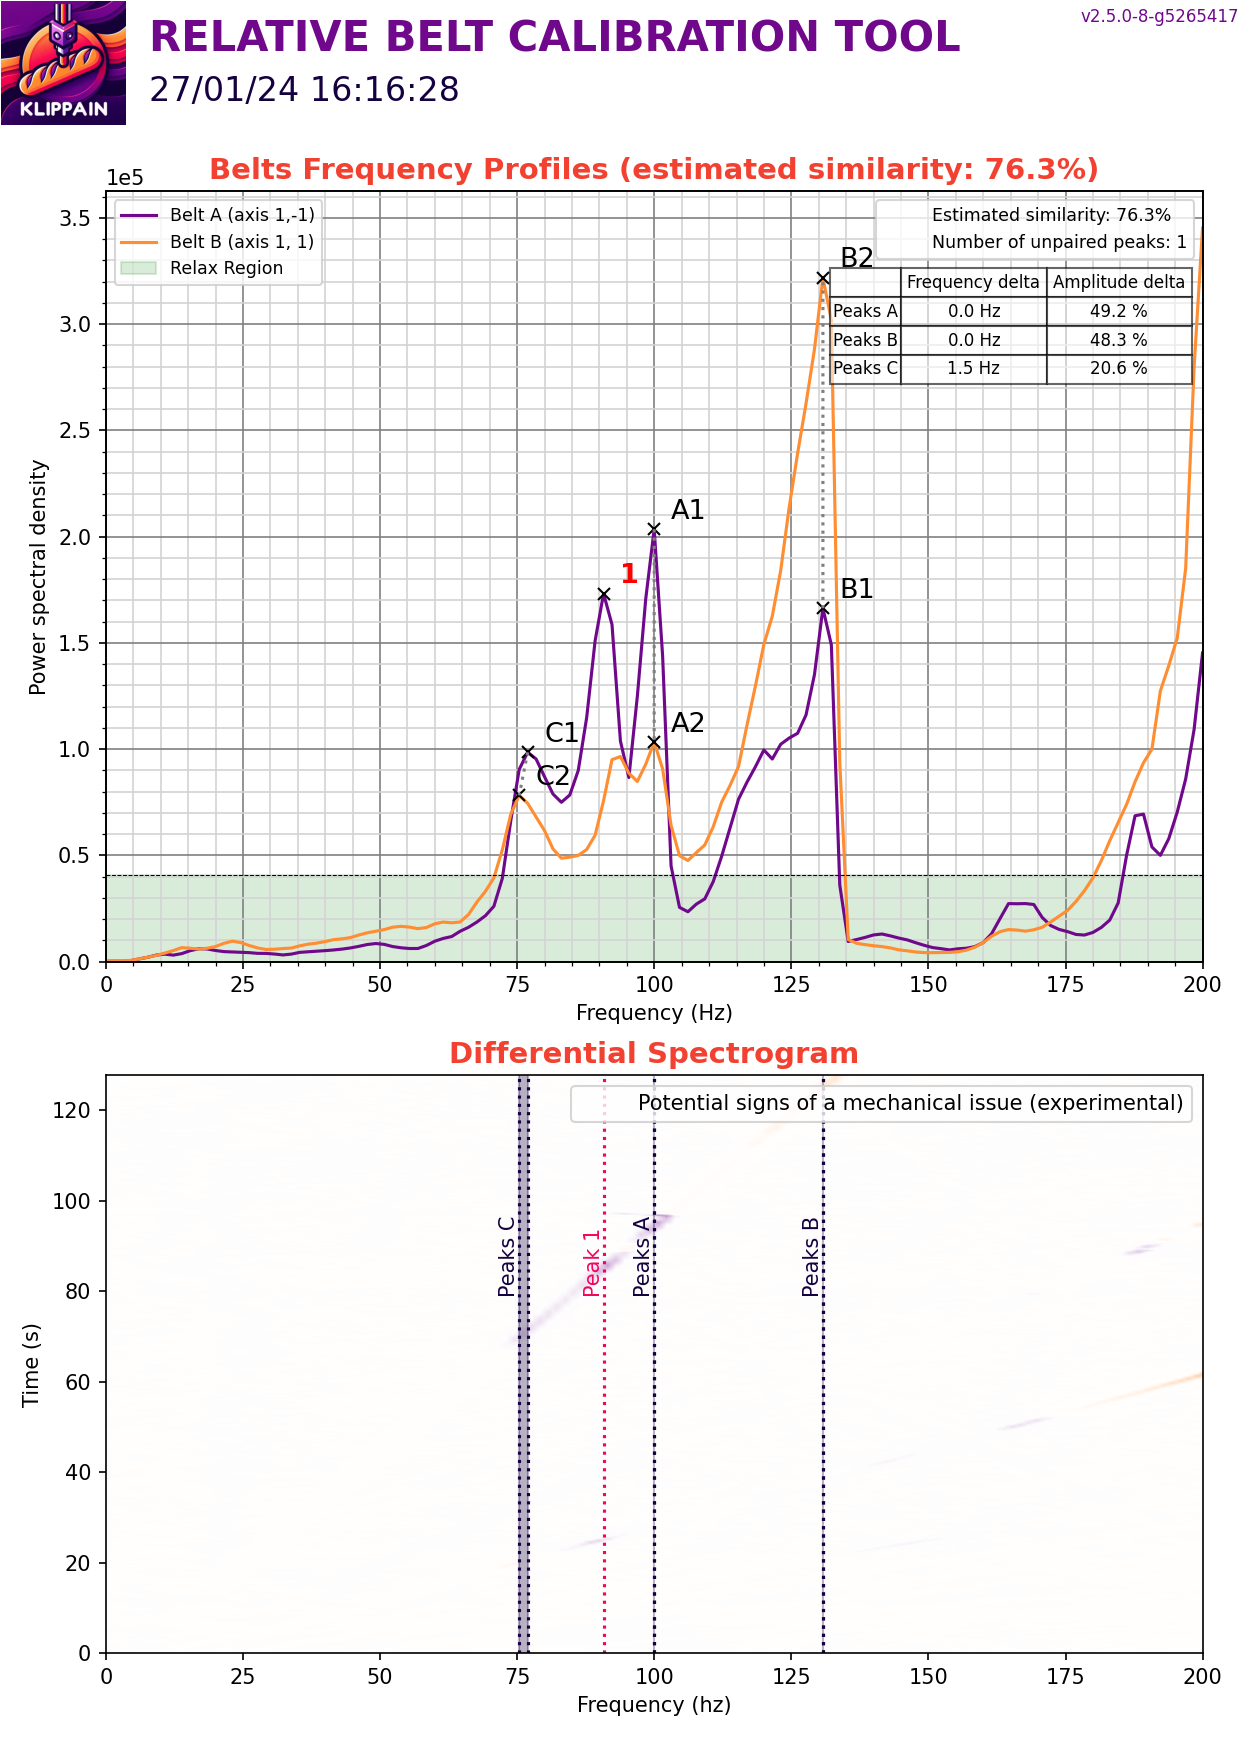 v2.5.0-8-g5265417
RELATIVE BELT CALIBRATION TOOL
27/01/24 16:16:28
KLIPPAIN
Belts Frequency Profiles (estimated similarity: 76.3%)
1e5
Belt A (axis 1,-1)
Belt B (axis 1, 1)
Relax Region
Estimated similarity: 76.3%
Number of unpaired peaks: 1
Frequency delta Amplitude delta
Peaks A 0.0 Hz 49.2 %
Peaks B 0.0 Hz 48.3 %
Peaks C 1.5 Hz 20.6 %
B2
A1
1
B1
C1
A2
C2
3.5
3.0
2.5
2.0
1.5
1.0
0.5
0.0
Power spectral density
0 25 50 75 100 125 150 175 200
Frequency (Hz)
Differential Spectrogram
Potential signs of a mechanical issue (experimental)
Peaks C
Peak 1
Peaks A
Peaks B
120
100
80
60
40
20
0
Time (s)
0 25 50 75 100 125 150 175 200
Frequency (hz)